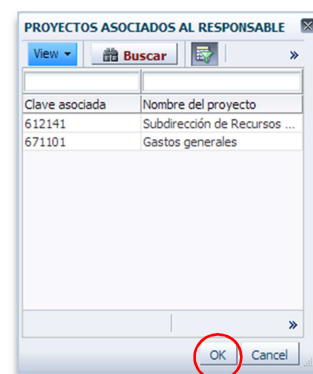 PROYECTOS ASOCIADOS AL RESPONSABLE
View Buscar »
Clave asociada Nombre del proyecto
612141 Subdirección de Recursos ...
671101 Gastos generales
»
OK Cancel